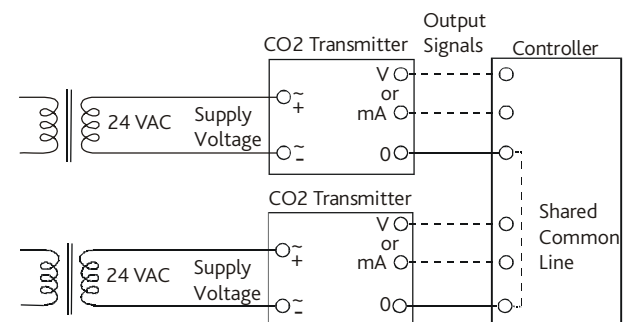 Output
CO2 Transmitter Signals Controller
V
or
24 VAC Supply ~ + mA
Voltage ~ - 0
CO2 Transmitter
V Shared
or Common
24 VAC Supply ~ + mA Line
Voltage ~ - 0